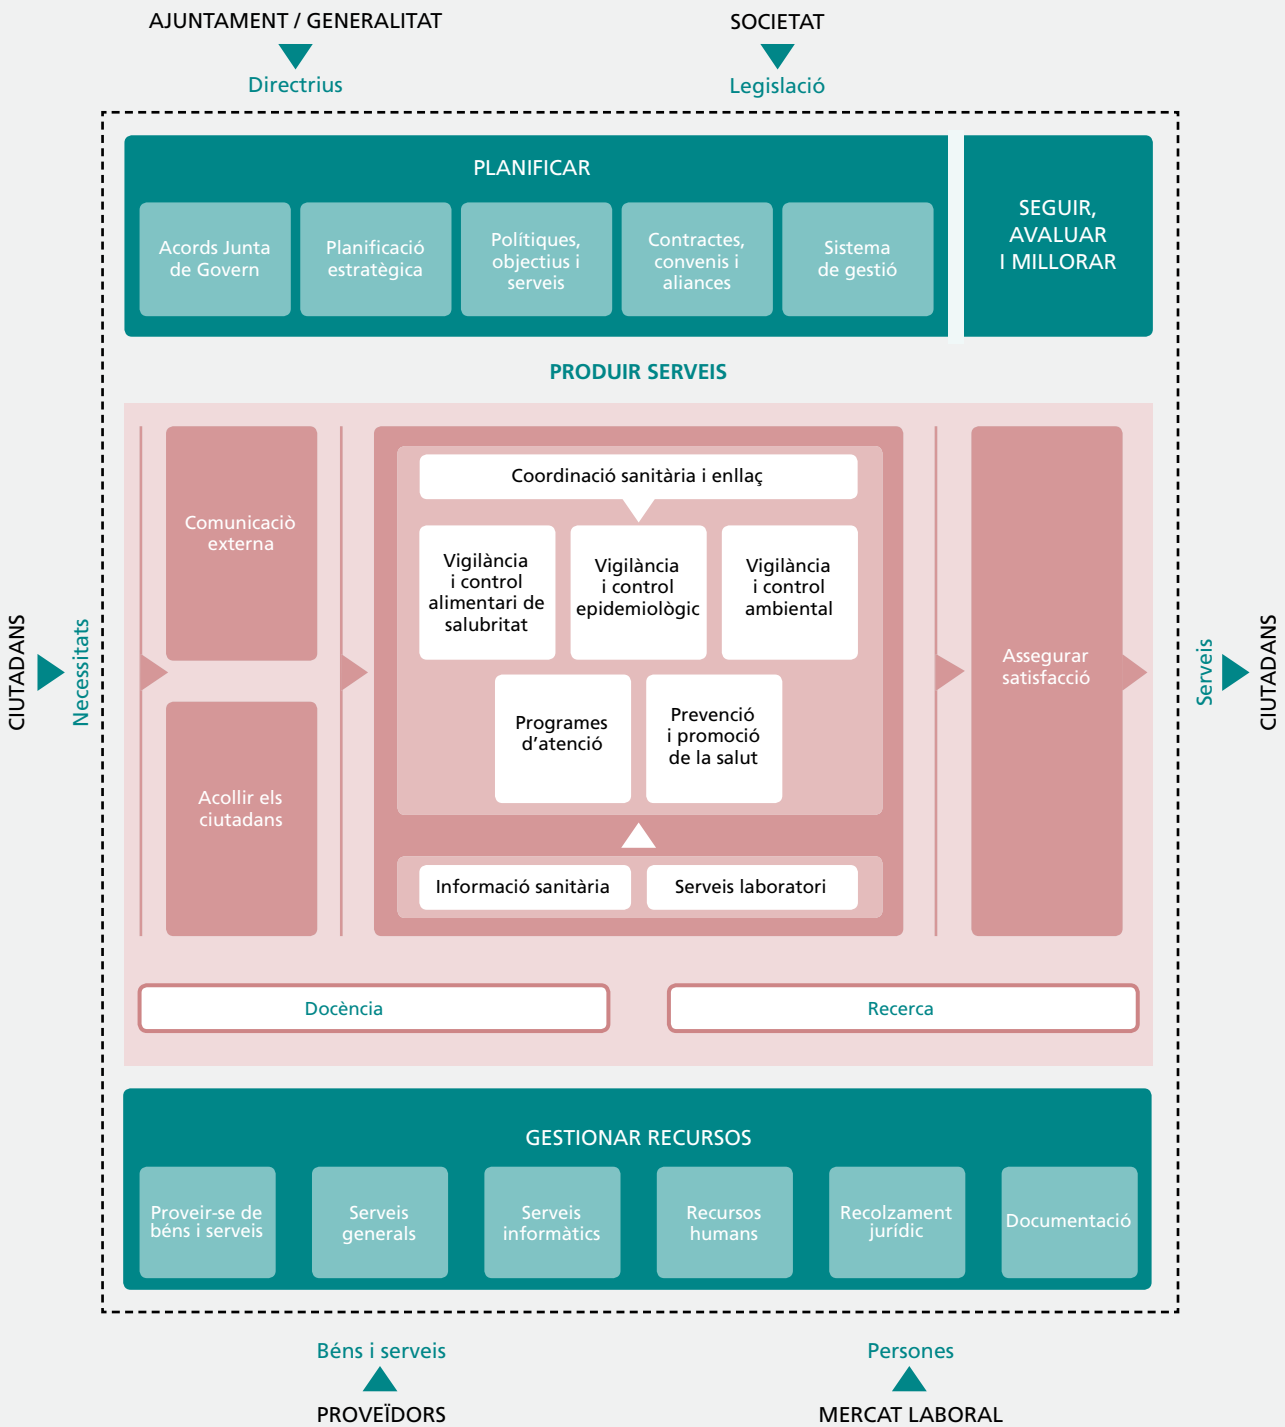 AJUNTAMENT / GENERALITAT
SOCIETAT
Directrius
Legislació
PLANIFICAR
Acords Junta
de Govern
Planificació
estratègica
Polítiques,
objectius i
serveis
Contractes,
convenis i
aliances
Sistema
de gestió
SEGUIR,
AVALUAR
I MILLORAR
PRODUIR SERVEIS
CIUTADANS
Necessitats
Comunicaciò
externa
Acollir els
ciutadans
Coordinació sanitària i enllaç
Vigilància
i control
alimentari de
salubritat
Vigilància
i control
epidemiològic
Vigilància
i control
ambiental
Programes
d’atenció
Prevenció
i promoció
de la salut
Informació sanitària
Serveis laboratori
Assegurar
satisfacció
Serveis
CIUTADANS
Docència
Recerca
GESTIONAR RECURSOS
Proveir-se de
béns i serveis
Serveis
generals
Serveis
informàtics
Recursos
humans
Recolzament
jurídic
Documentació
Béns i serveis
Persones
PROVEÏDORS
MERCAT LABORAL